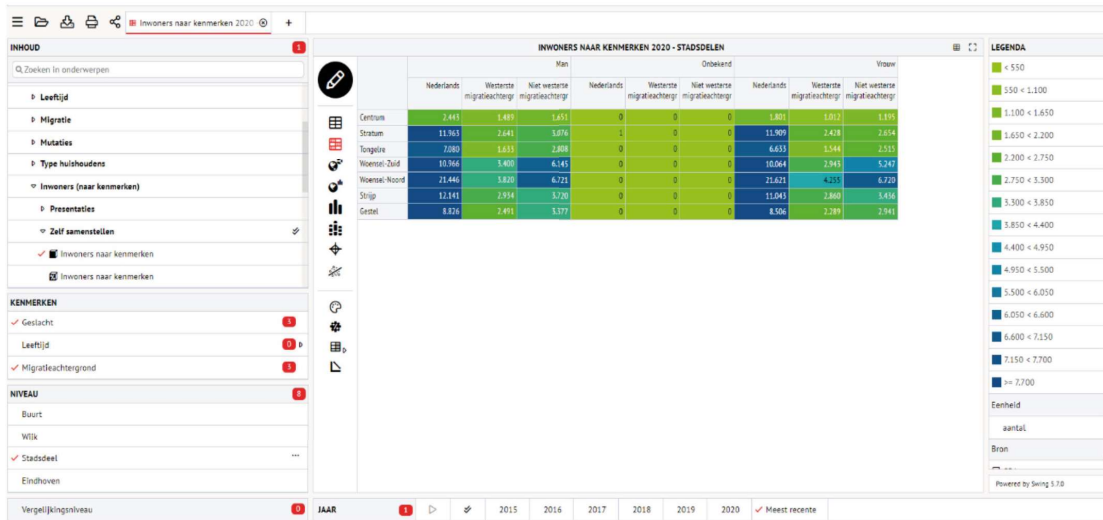 Inwoners naar kenmerken 2020
+
INHOUD 1
Zoeken in onderwerpen
Leeftijd
Migratie
Mutaties
Type huishoudens
Inwoners (naar kenmerken)
Presentaties
Zelf samenstellen
Inwoners naar kenmerken
Inwoners naar kenmerken
KENMERKEN
Geslacht 3
Leeftijd 0
Migratieachtergrond 3
NIVEAU 8
Buurt
Wijk
Stadsdeel ...
Eindhoven
Vergelijkingsniveau 0
INWONERS NAAR KENMERKEN 2020 - STADSDELEN
Man Onbekend Vrouw
Nederlands Westerse migratieachtergr Niet westerse migratieachtergr Nederlands Westerse migratieachtergr Niet westerse migratieachtergr Nederlands Westerse migratieachtergr Niet westerse migratieachtergr
Centrum 2.443 1.489 1.651 0 0 0 1.801 1.012 1.195
Stratum 11.963 2.641 3.076 1 0 0 11.909 2.428 2.654
Tongelre 7.080 1.633 2.808 0 0 0 6.633 1.544 2.515
Woensel-Zuid 10.966 3.400 6.145 0 0 0 10.064 2.943 5.247
Woensel-Noord 21.446 3.820 6.721 0 0 0 21.621 4.255 6.720
Strijp 12.141 2.934 3.720 0 0 0 11.043 2.860 3.436
Gestel 8.826 2.491 3.377 0 0 0 8.506 2.289 2.941
JAAR 1 2015 2016 2017 2018 2019 2020 Meest recente
LEGENDA
< 550
550 < 1.100
1.100 < 1.650
1.650 < 2.200
2.200 < 2.750
2.750 < 3.300
3.300 < 3.850
3.850 < 4.400
4.400 < 4.950
4.950 < 5.500
5.500 < 6.050
6.050 < 6.600
6.600 < 7.150
7.150 < 7.700
>= 7.700
Eenheid
aantal
Bron
Powered by Swing 5.7.0